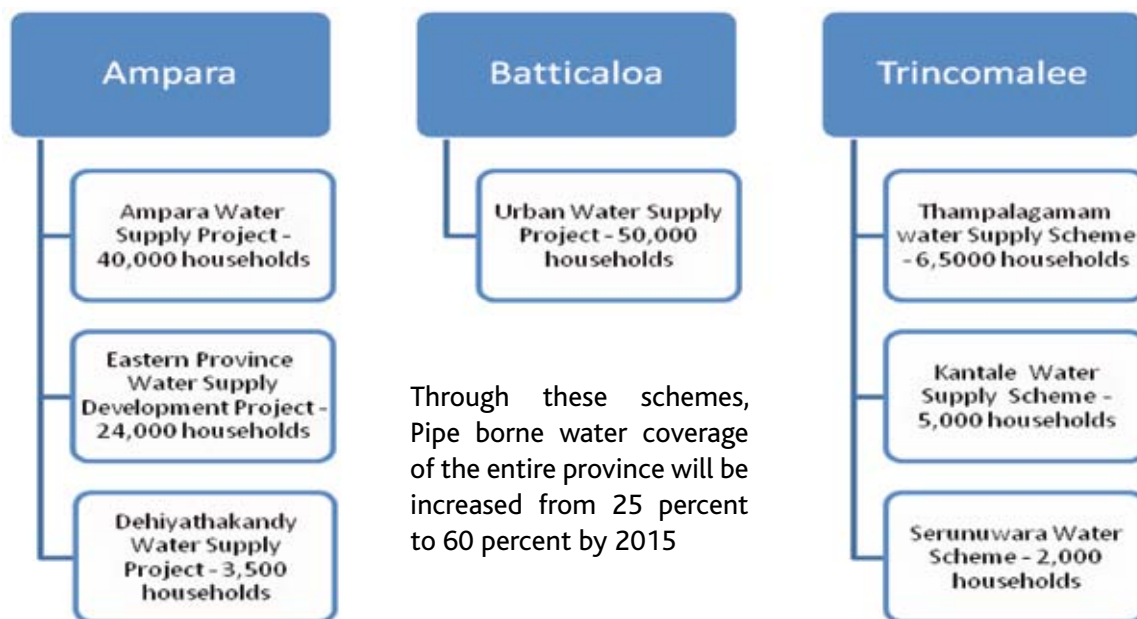 Ampara
Ampara Water
Supply Project -
40,000 households
Eastern Province
Water Supply
Development Project -
24,000 households
Dehiyathakandy
Water Supply
Project - 3,500
households
Batticaloa
Urban Water Supply
Project - 50,000
households
Through these schemes,
Pipe borne water coverage
of the entire province will be
increased from 25 percent
to 60 percent by 2015
Trincomalee
Thampalagamam
water Supply Scheme
- 6,5000 households
Kantale Water
Supply Scheme -
5,000 households
Serunuwara Water
Scheme - 2,000
households